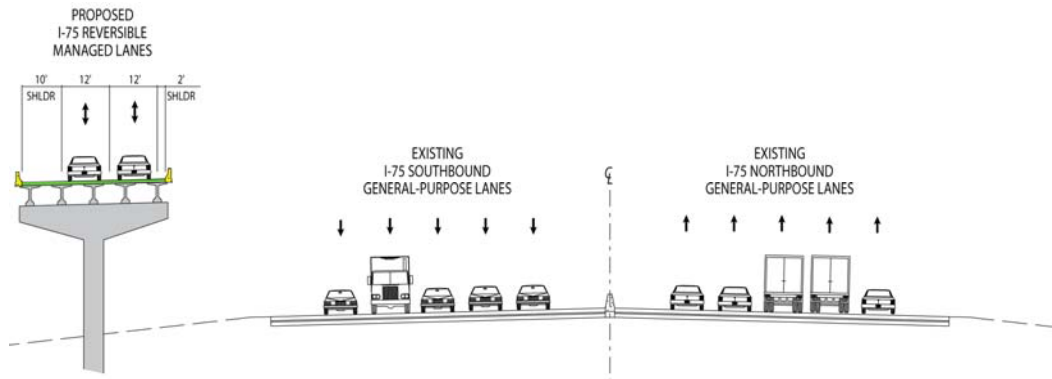 PROPOSED
I-75 REVERSIBLE
MANAGED LANES
10' 12' 12' 2'
SHLDR SHLDR
EXISTING
I-75 SOUTHBOUND
GENERAL-PURPOSE LANES
℄
EXISTING
I-75 NORTHBOUND
GENERAL-PURPOSE LANES